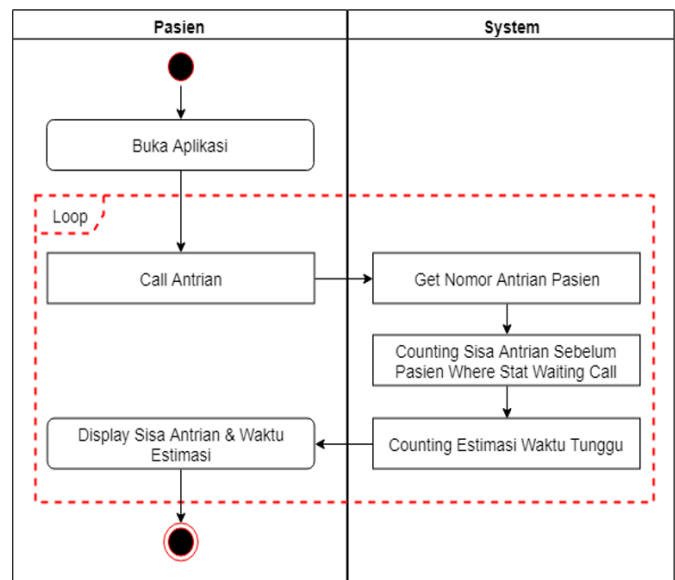 Pasien
System
Buka Aplikasi
Loop
Call Antrian
Get Nomor Antrian Pasien
Counting Sisa Antrian Sebelum
Pasien Where Stat Waiting Call
Display Sisa Antrian & Waktu
Estimasi
Counting Estimasi Waktu Tunggu